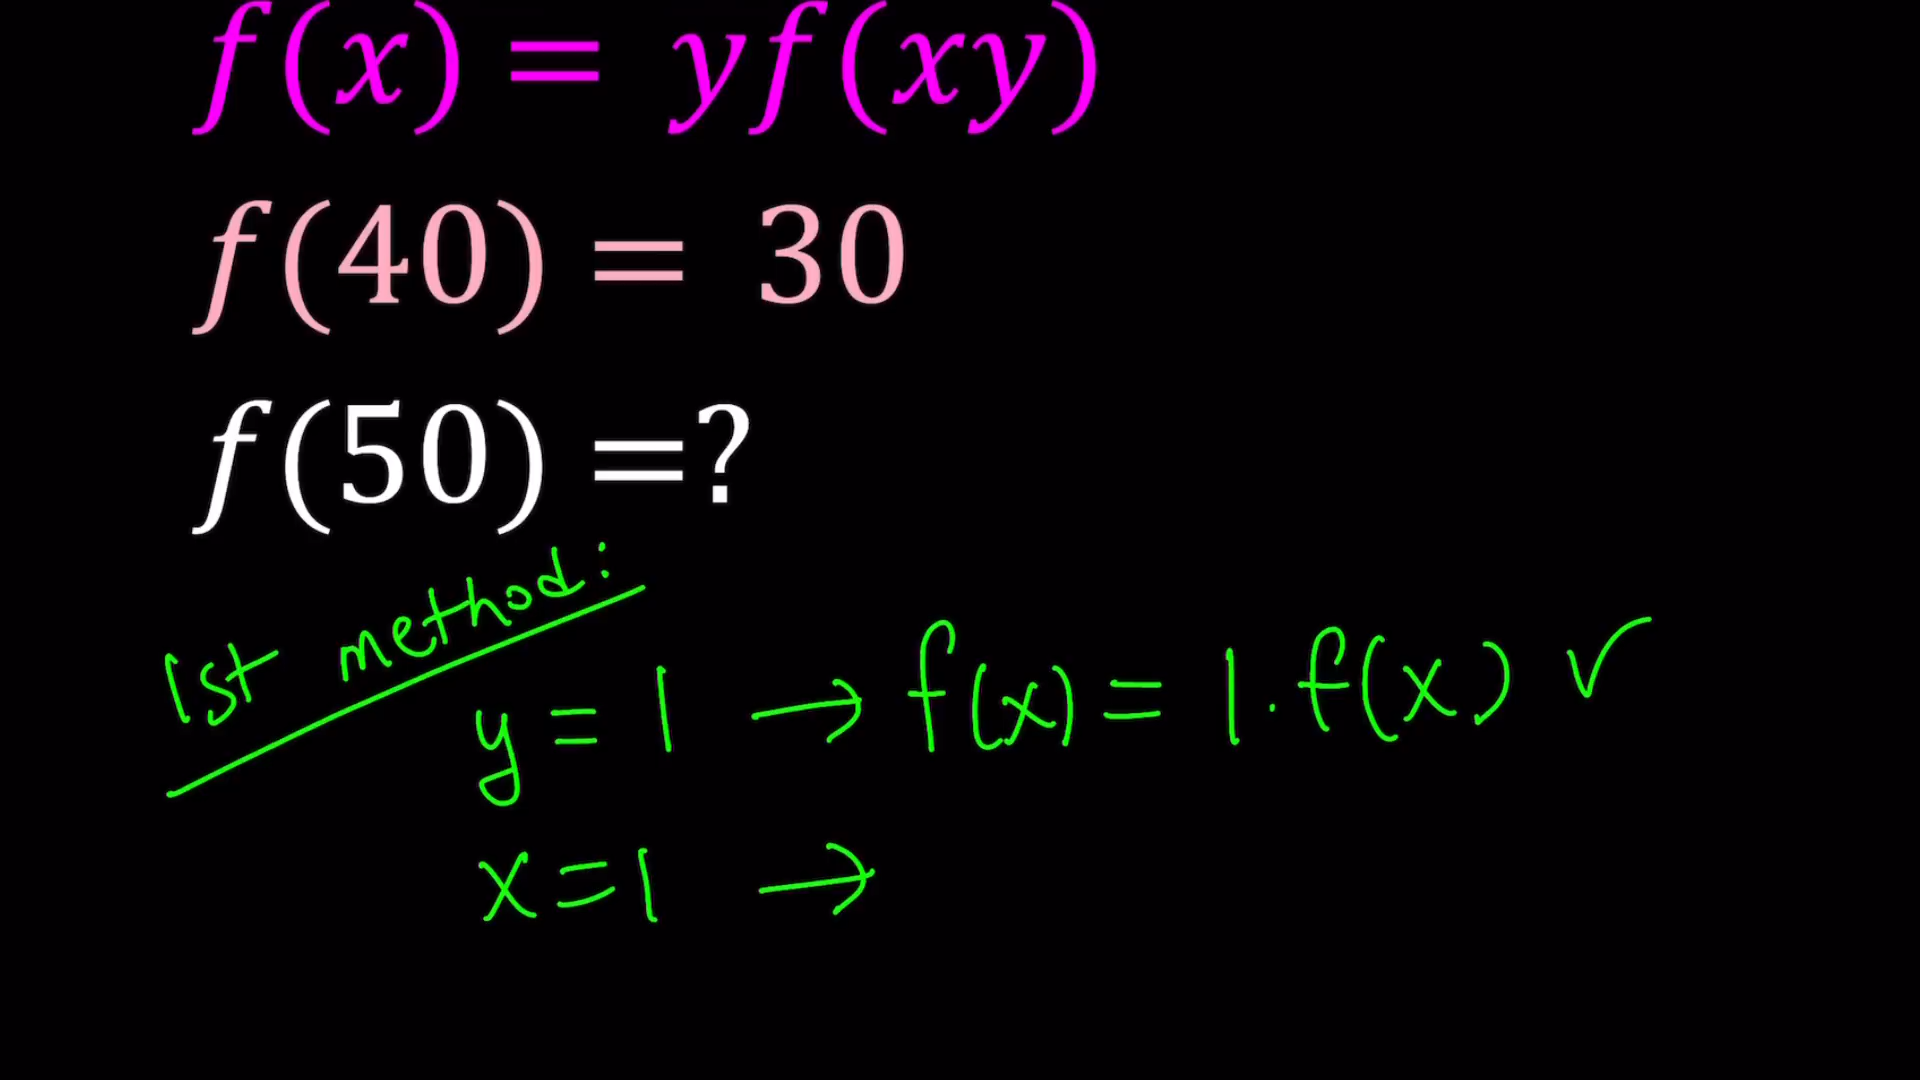 f(x) = yf(xy)
f(40) = 30
f(50) =?
1st method:
y = 1 → f(x) = 1·f(x) ✓
x = 1 →